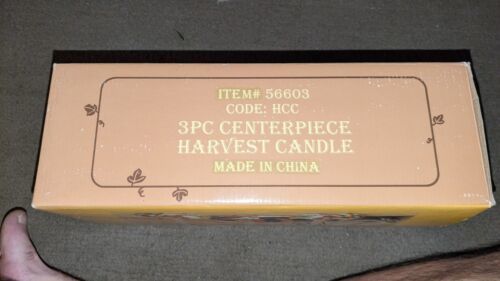 ITEM# 56603
CODE: HCC
3PC CENTERPIECE
HARVEST CANDLE
MADE IN CHINA